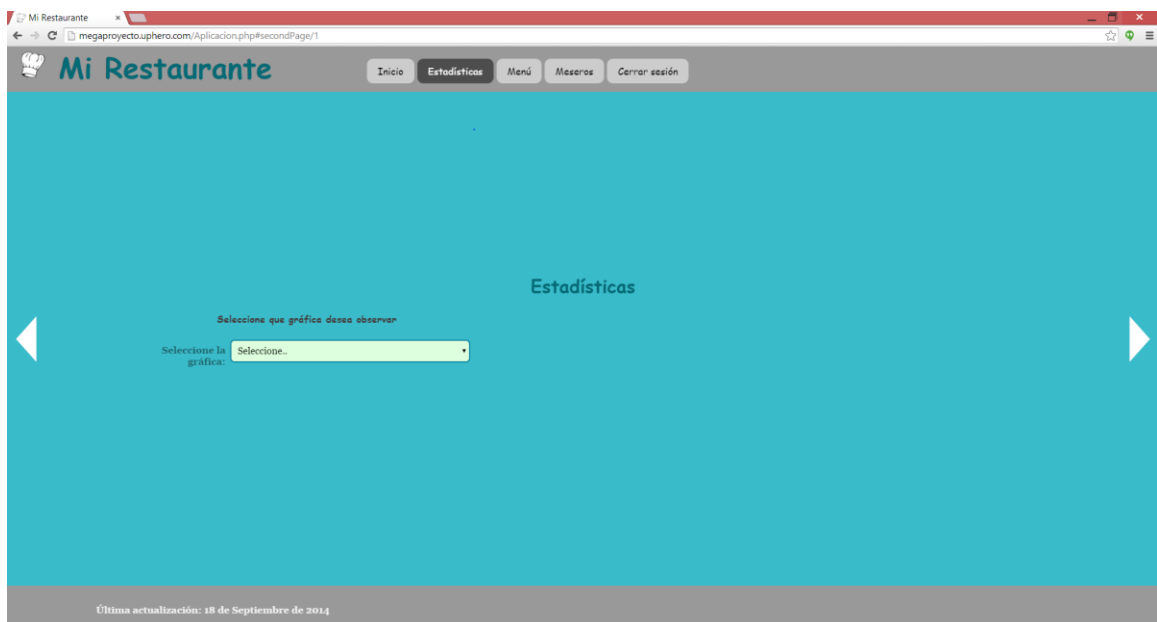 Mi Restaurante
megaproyecto.uphero.com/Aplicacion.php#secondPage/1
Mi Restaurante
Inicio
Estadísticas
Menú
Meseros
Cerrar sesión
Estadísticas
Seleccione que gráfica desea observar
Seleccione la
gráfica:
Seleccione..
Última actualización: 18 de Septiembre de 2014